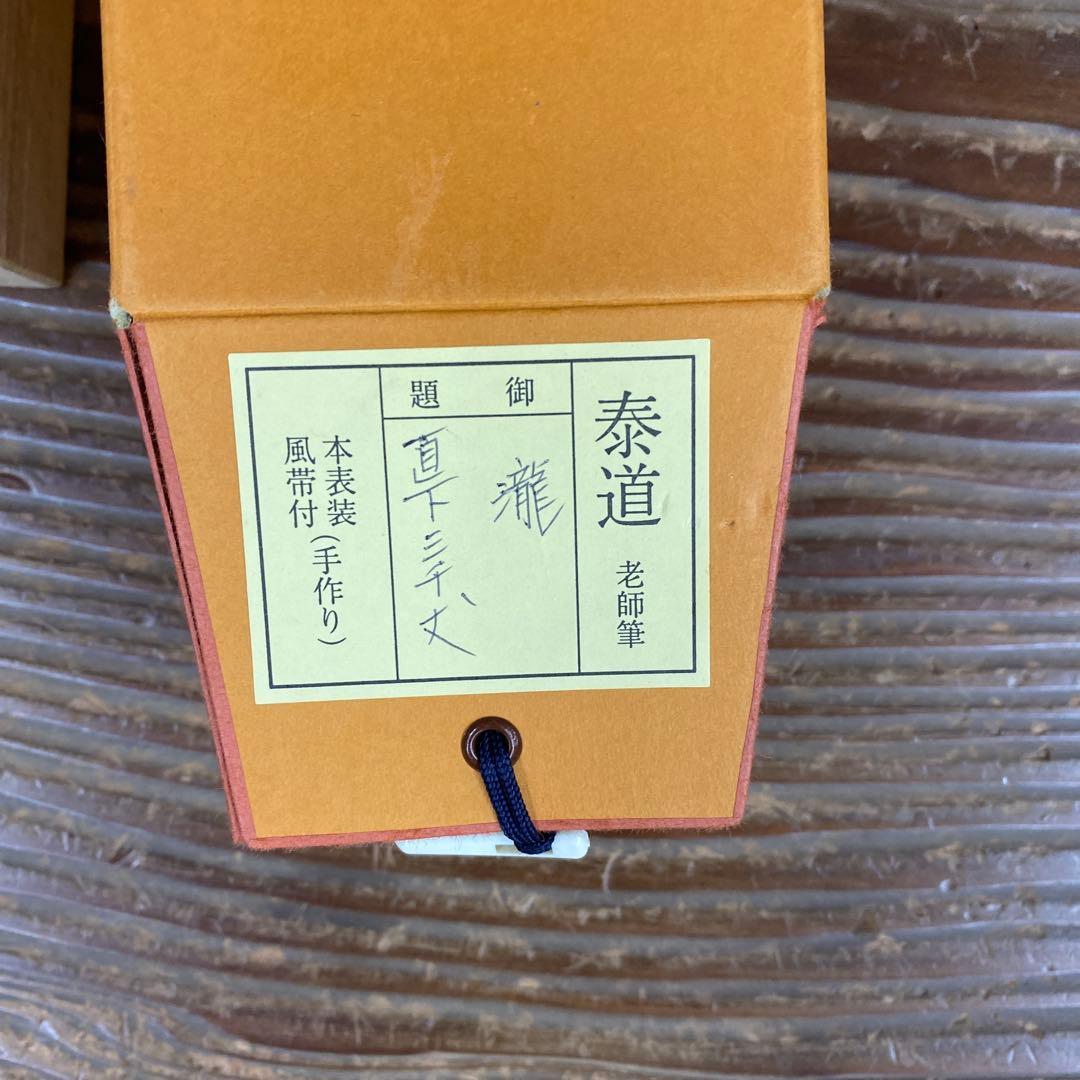 泰道 老師筆
御題
瀧
直下三千丈
本表装
風帯付(手作り)